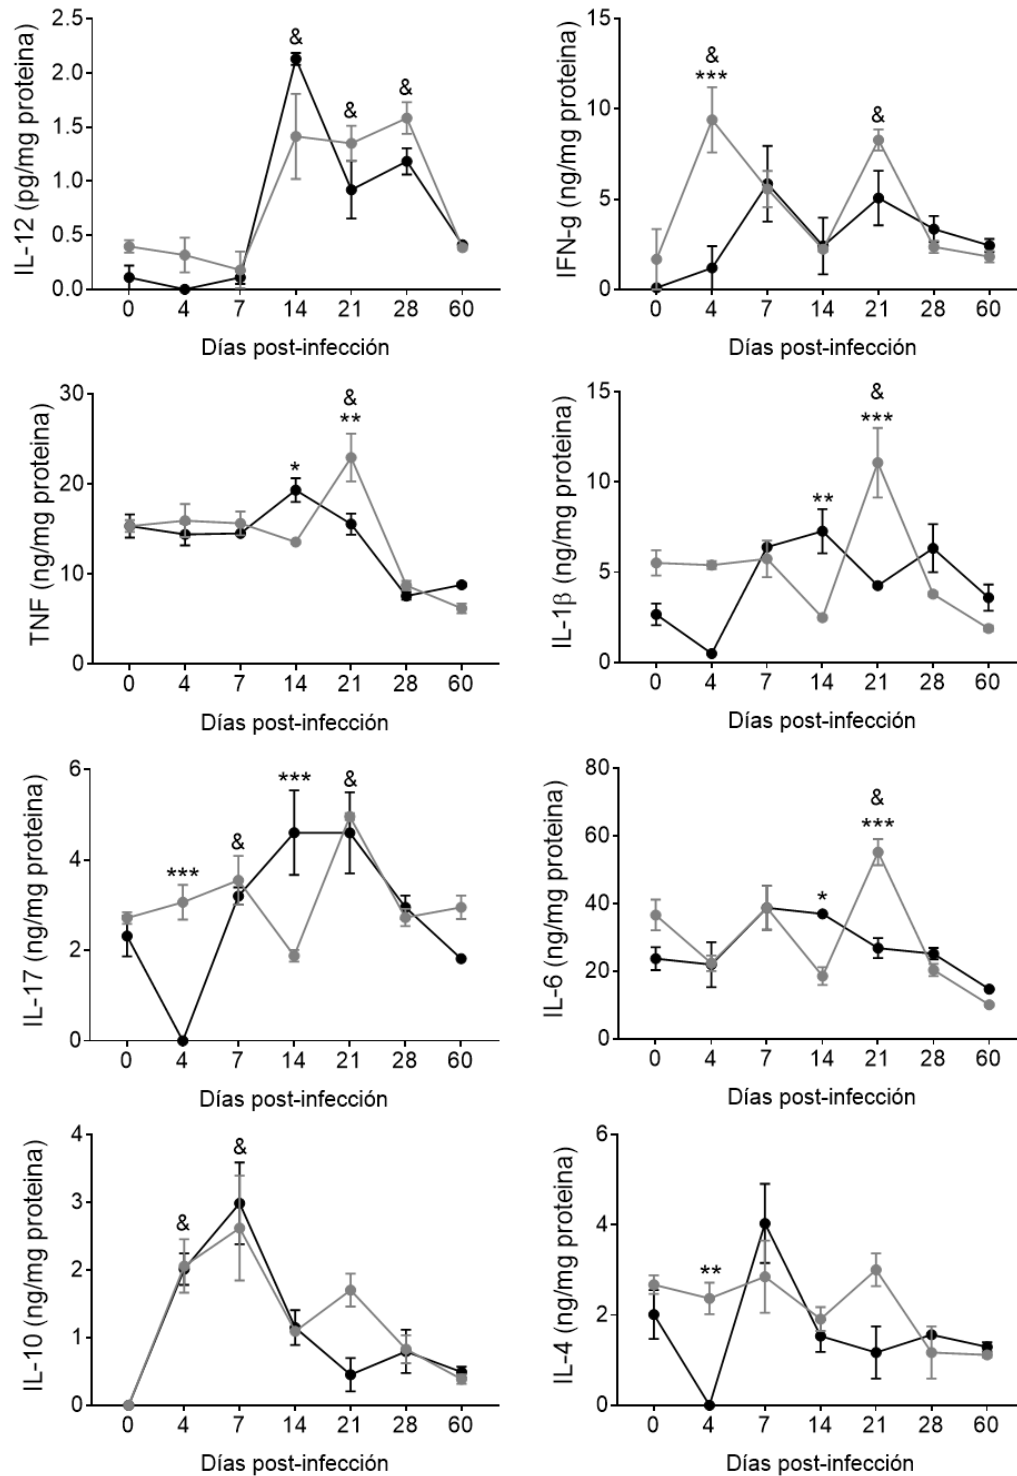 IL-12 (pg/mg proteina)
2.5
2.0
1.5
1.0
0.5
0.0
&
&
&
0 4 7 14 21 28 60
Días post-infección
IFN-g (ng/mg proteina)
15
10
5
0
&
***
&
0 4 7 14 21 28 60
Días post-infección
TNF (ng/mg proteina)
30
20
10
0
*
&
**
0 4 7 14 21 28 60
Días post-infección
IL-1β (ng/mg proteina)
15
10
5
0
**
&
***
0 4 7 14 21 28 60
Días post-infección
IL-17 (ng/mg proteina)
6
4
2
0
***
&
***
&
0 4 7 14 21 28 60
Días post-infección
IL-6 (ng/mg proteina)
80
60
40
20
0
*
&
***
0 4 7 14 21 28 60
Días post-infección
IL-10 (ng/mg proteina)
4
3
2
1
0
&
&
0 4 7 14 21 28 60
Días post-infección
IL-4 (ng/mg proteina)
6
4
2
0
**
0 4 7 14 21 28 60
Días post-infección